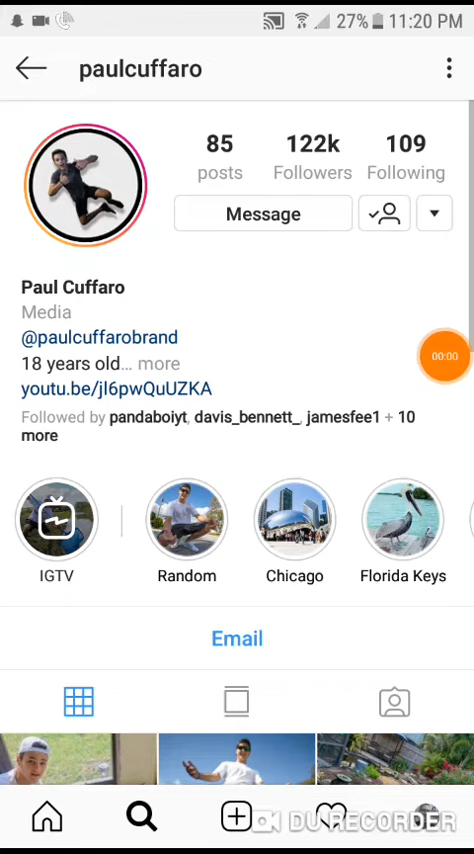 27% 11:20 PM
paulcuffaro
85 122k 109
posts Followers Following
Message
Paul Cuffaro
Media
@paulcuffarobrand
18 years old... more
00:00
youtu.be/jl6pwQuUZKA
Followed by pandaboiyt, davis_bennett_, jamesfee1 + 10
more
IGTV Random Chicago Florida Keys
Email
DU RECORDER